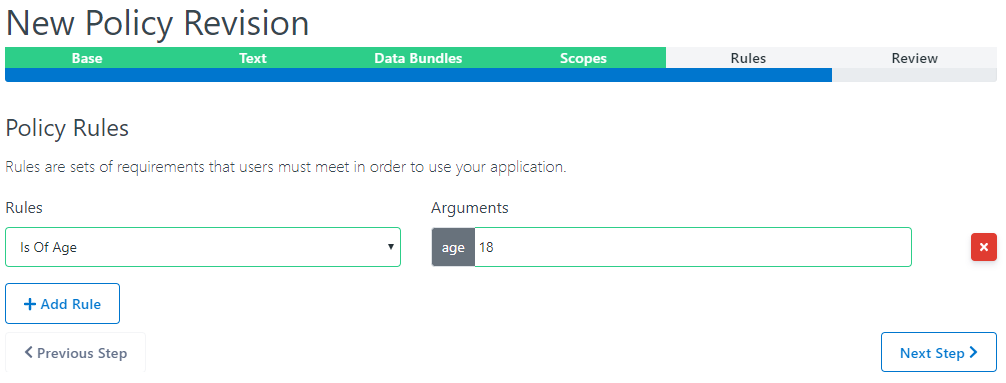 New Policy Revision
Base Text Data Bundles Scopes Rules Review
Policy Rules
Rules are sets of requirements that users must meet in order to use your application.
Rules Arguments
Is Of Age age 18
Add Rule
Previous Step Next Step